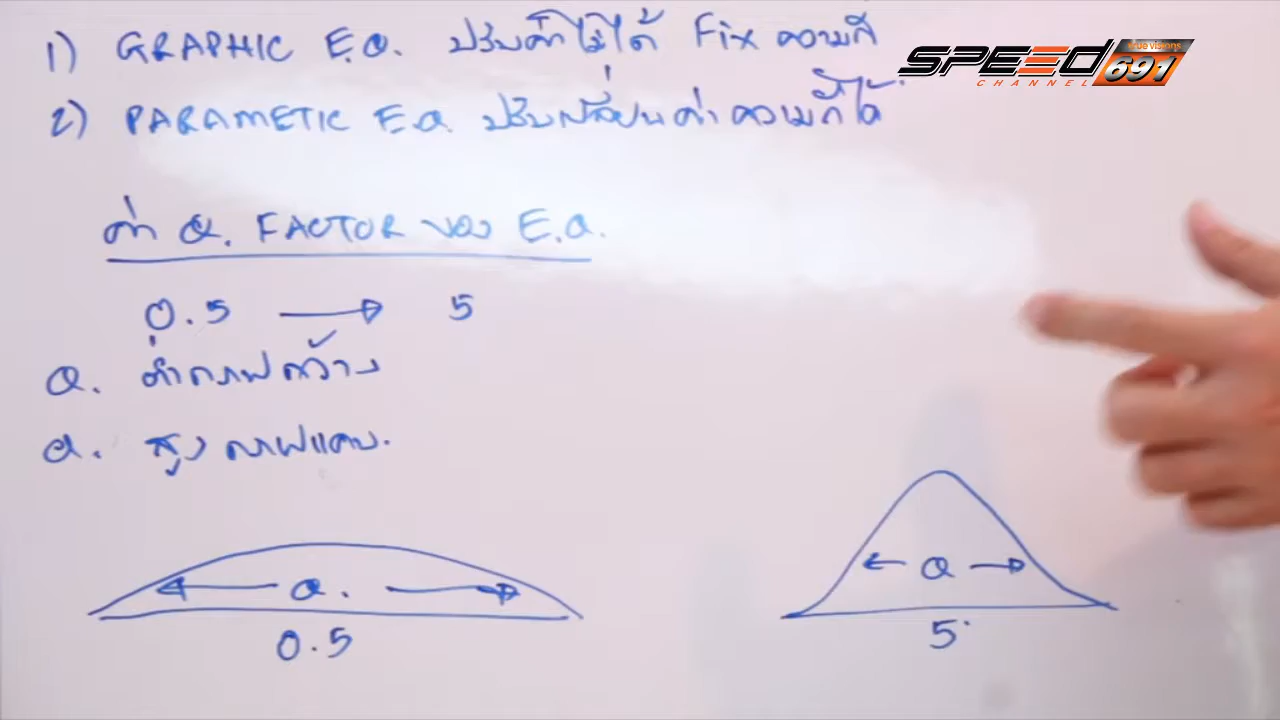 1) GRAPHIC E.Q. ปรับค่าไม่ได้ Fix ความถี่
2) PARAMETIC E.Q. ปรับเปลี่ยนค่าความถี่ได้
SPEED 691
CHANNEL
ค่า Q. FACTOR ของ E.Q.
0.5 → 5
Q. ต่ำกราฟกว้าง
Q. สูงกราฟแคบ.
← Q. →
0.5
← Q →
5